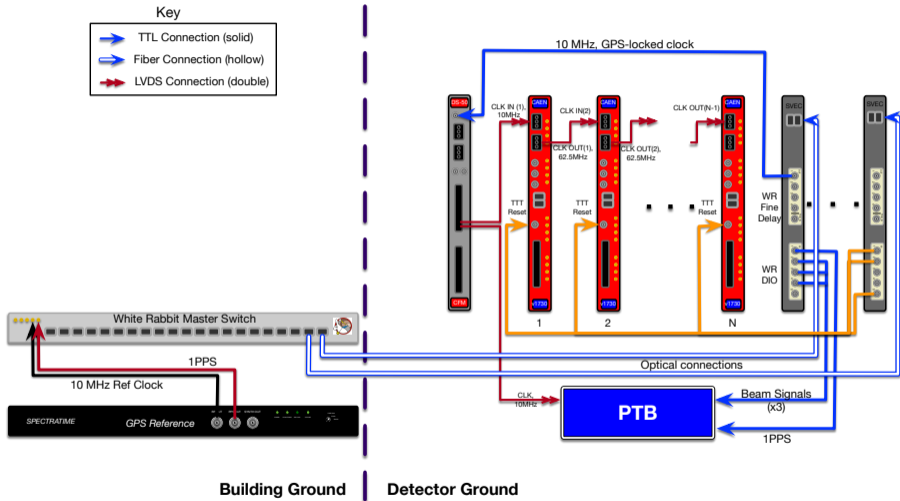 Key
TTL Connection (solid)
Fiber Connection (hollow)
LVDS Connection (double)
10 MHz, GPS-locked clock
CAEN
CAEN
CAEN
SVEC
SVEC
CLK IN (1),
10MHz
CLK IN(2)
CLK OUT(N-1)
CLK OUT(1),
62.5MHz
CLK OUT(2),
62.5MHz
TTT
Reset
TTT
Reset
TTT
Reset
WR
Fine
Delay
WR
DIO
CFM
v1730
v1730
v1730
1
2
N
White Rabbit Master Switch
1PPS
10 MHz Ref Clock
Optical connections
SPECTRATIME
GPS Reference
CLK,
10MHz
PTB
Beam Signals
(x3)
1PPS
Building Ground
Detector Ground